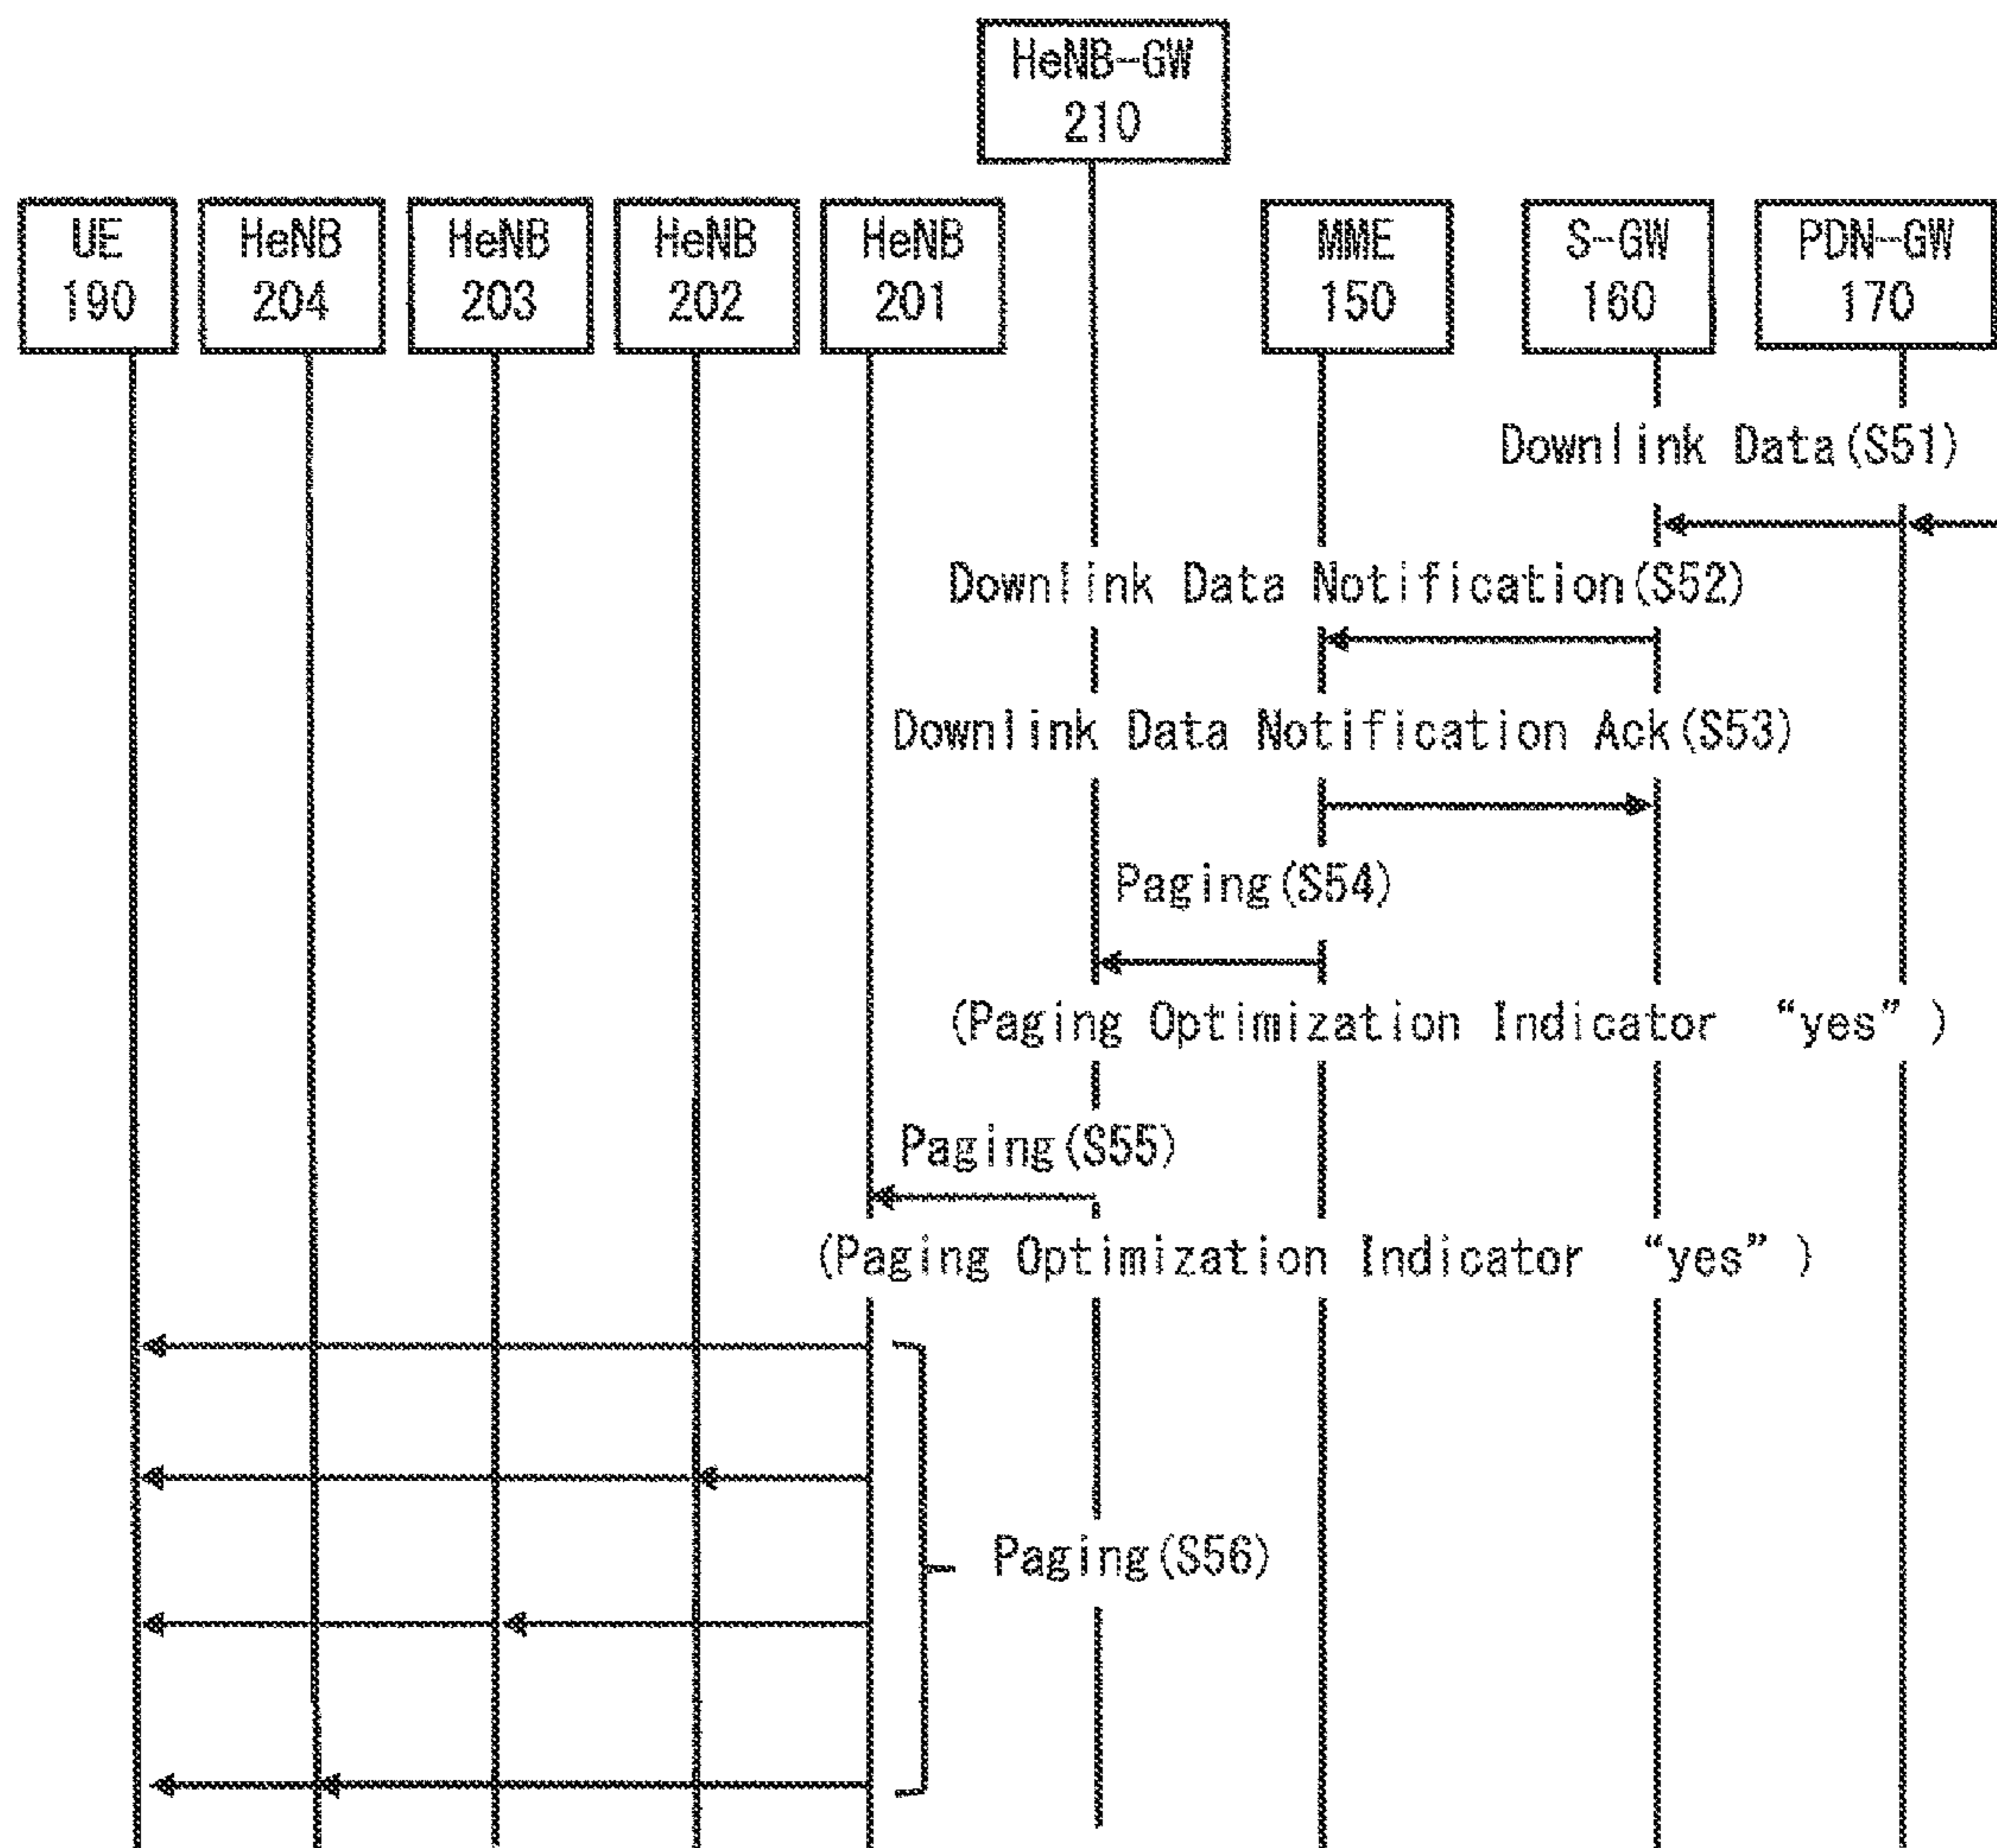 HeNB-GW
210
UE
190
HeNB
204
HeNB
203
HeNB
202
HeNB
201
MME
150
S-GW
160
PDN-GW
170
Downlink Data(S51)
Downlink Data Notification(S52)
Downlink Data Notification Ack(S53)
Paging(S54)
(Paging Optimization Indicator “yes” )
Paging(S55)
(Paging Optimization Indicator “yes” )
Paging(S56)